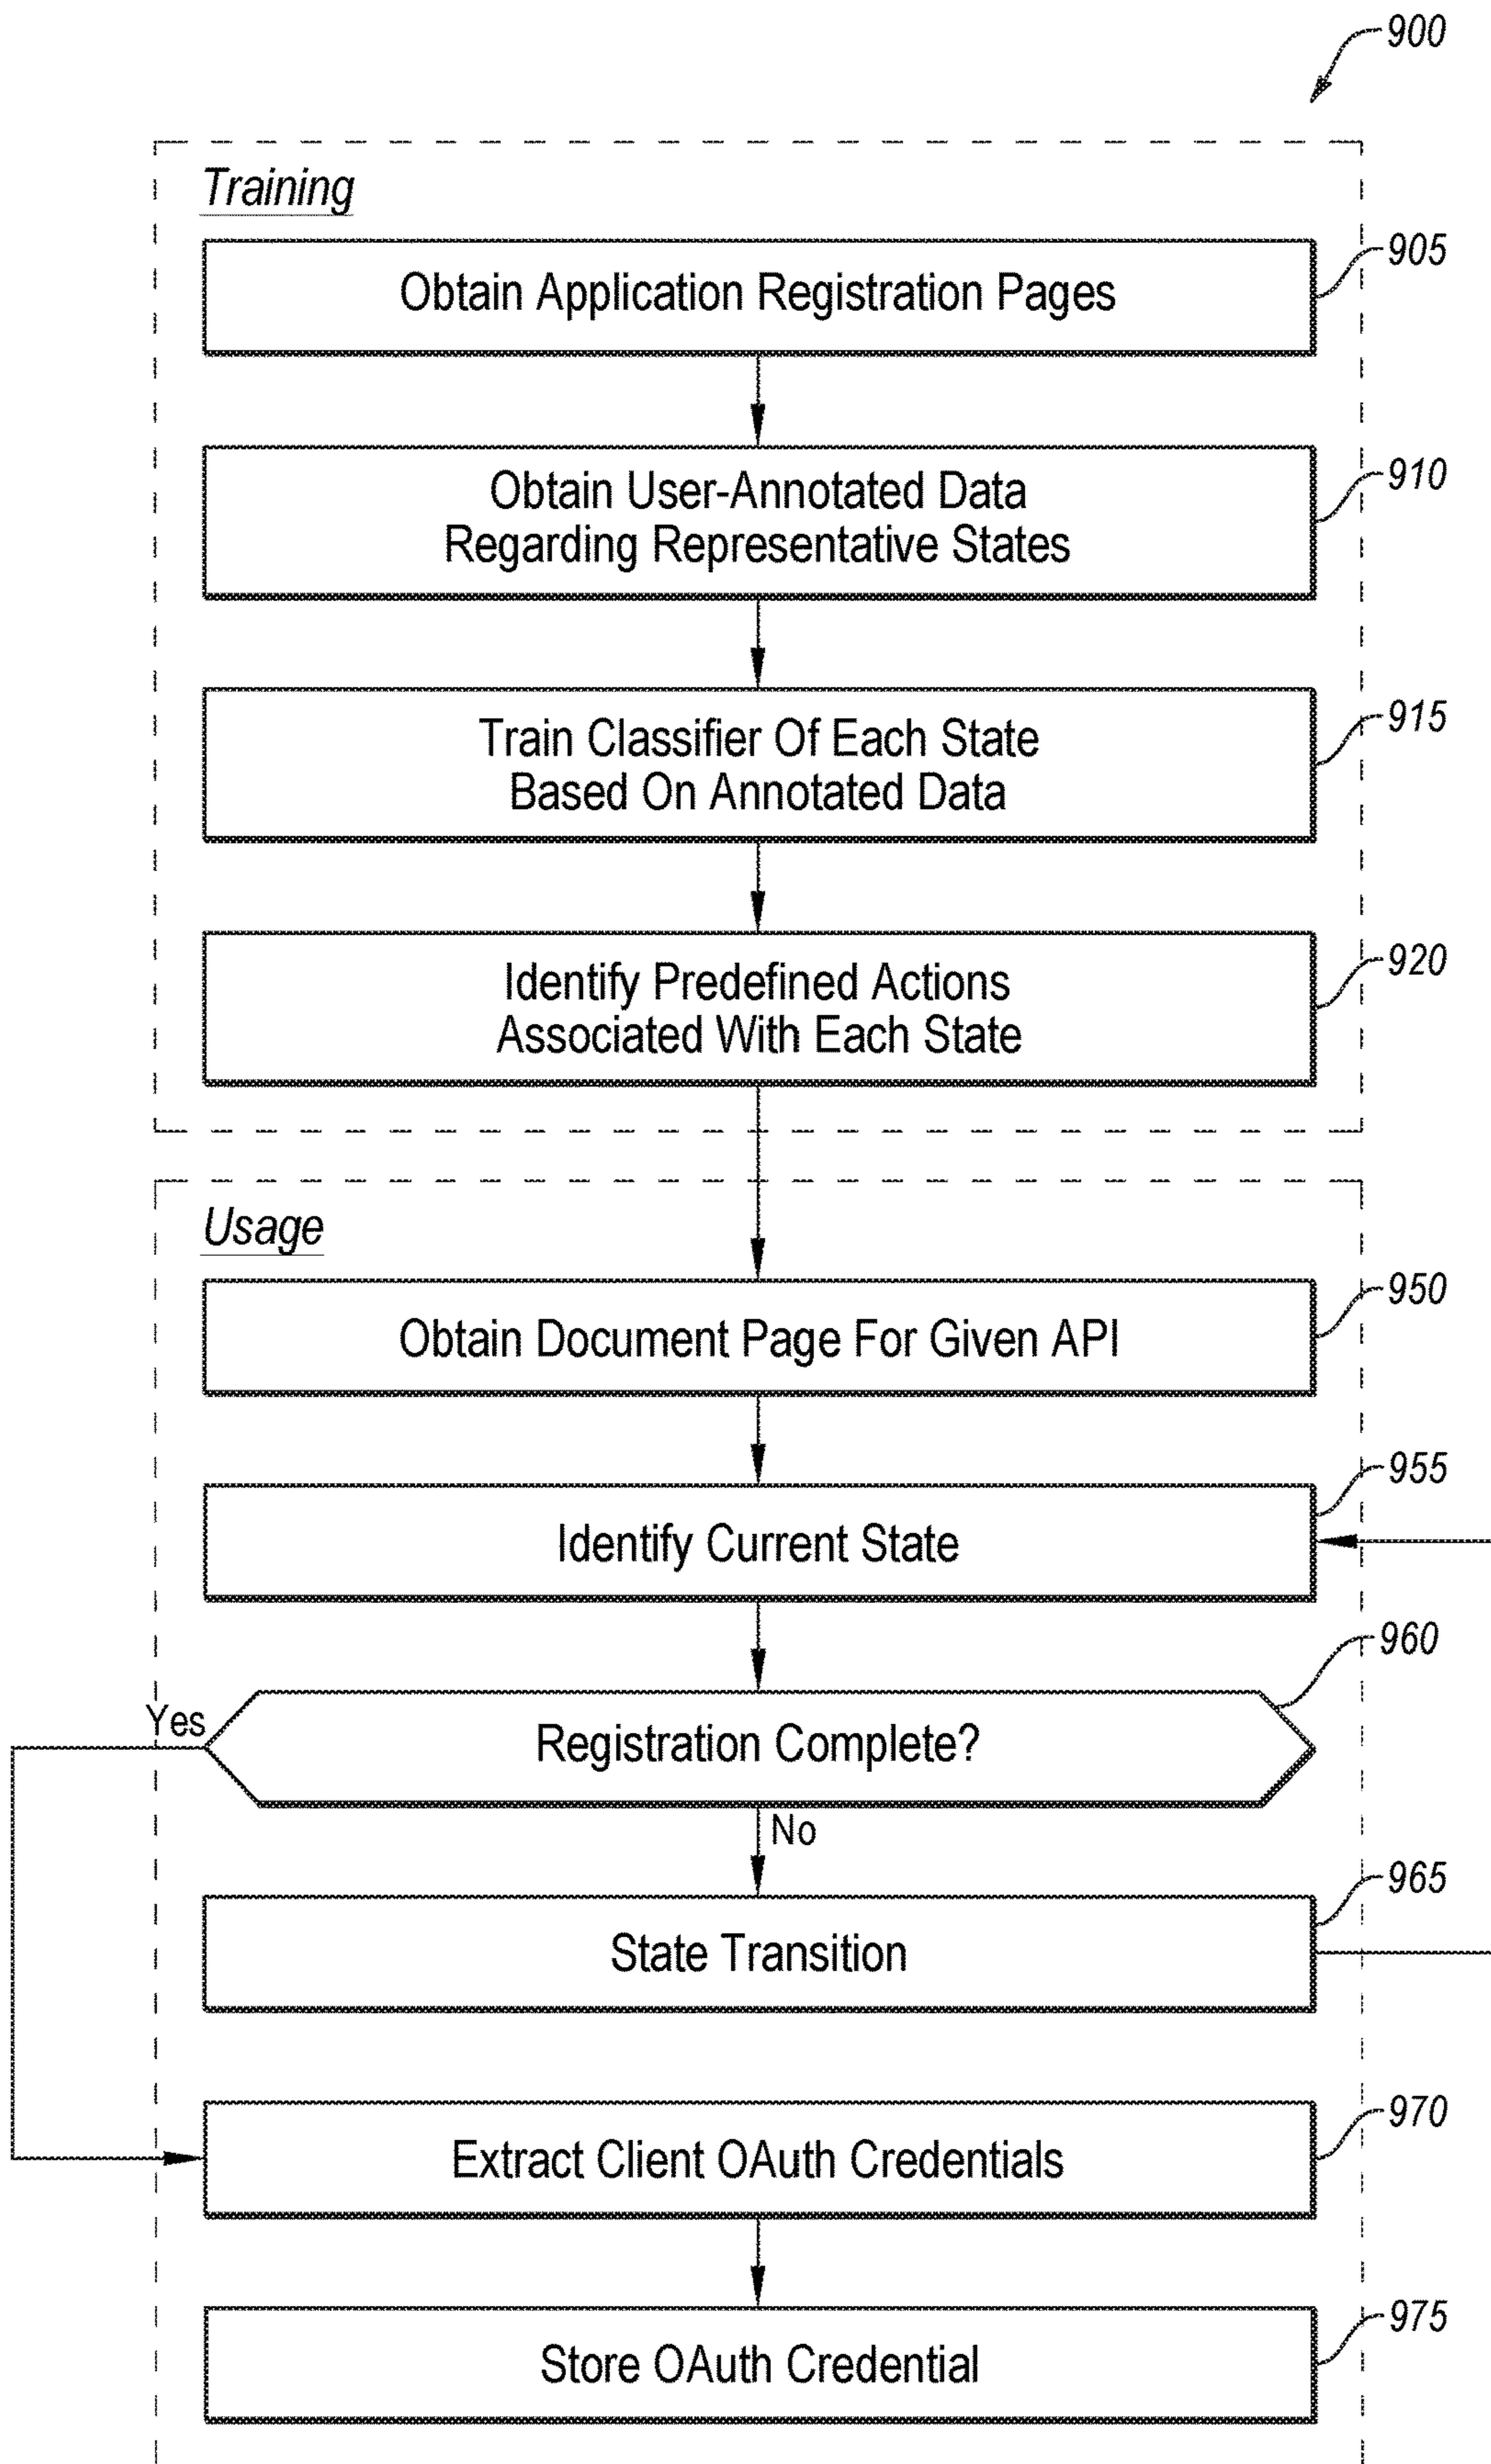 900
Training
Obtain Application Registration Pages
905
Obtain User-Annotated Data
Regarding Representative States
910
Train Classifier Of Each State
Based On Annotated Data
915
Identify Predefined Actions
Associated With Each State
920
Usage
Obtain Document Page For Given API
950
Identify Current State
955
Registration Complete?
960
Yes
No
State Transition
965
Extract Client OAuth Credentials
970
Store OAuth Credential
975